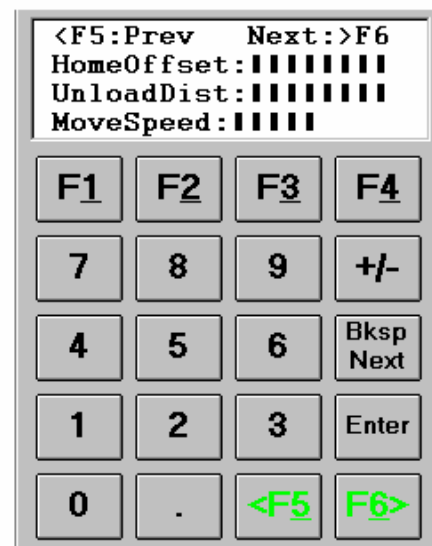 <F5:Prev Next:>F6
HomeOffset:▮▮▮▮▮▮▮▮
UnloadDist:▮▮▮▮▮▮▮▮
MoveSpeed:▮▮▮▮▮
F1 F2 F3 F4
7 8 9 +/-
4 5 6 Bksp Next
1 2 3 Enter
0 . <F5 F6>